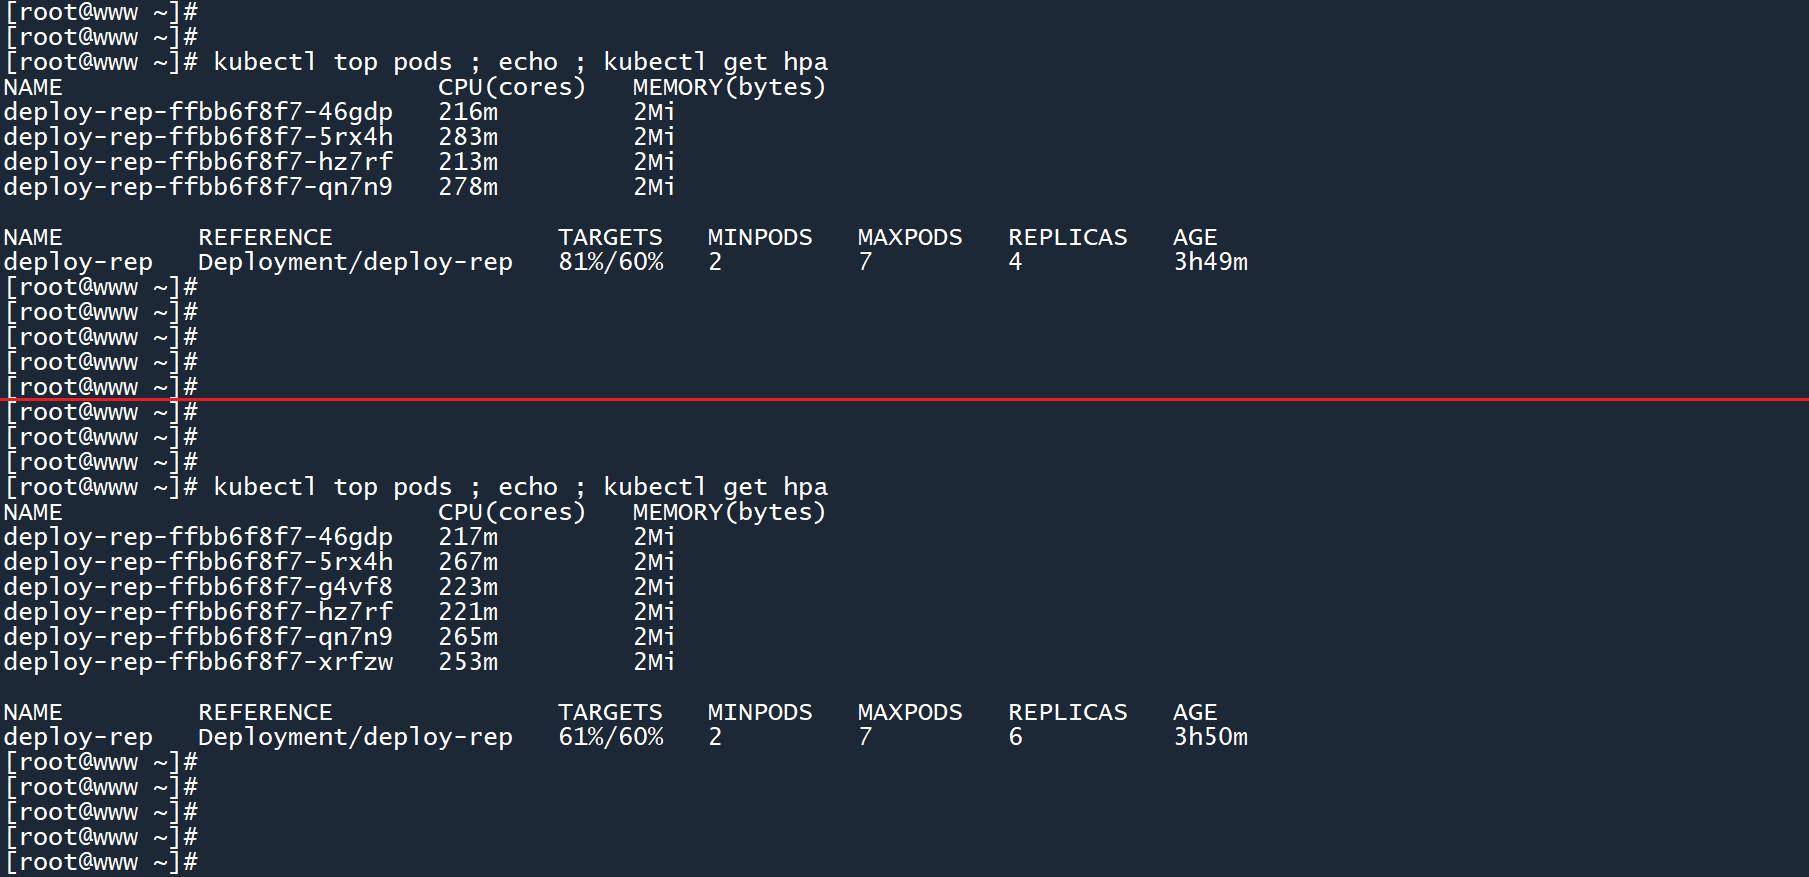 [root@www ~]#
[root@www ~]#
[root@www ~]# kubectl top pods ; echo ; kubectl get hpa
NAME                         CPU(cores)   MEMORY(bytes)
deploy-rep-ffbb6f8f7-46gdp   216m         2Mi
deploy-rep-ffbb6f8f7-5rx4h   283m         2Mi
deploy-rep-ffbb6f8f7-hz7rf   213m         2Mi
deploy-rep-ffbb6f8f7-qn7n9   278m         2Mi

NAME         REFERENCE               TARGETS   MINPODS   MAXPODS   REPLICAS   AGE
deploy-rep   Deployment/deploy-rep   81%/60%   2         7         4          3h49m
[root@www ~]#
[root@www ~]#
[root@www ~]#
[root@www ~]#
[root@www ~]#
[root@www ~]#
[root@www ~]#
[root@www ~]#
[root@www ~]# kubectl top pods ; echo ; kubectl get hpa
NAME                         CPU(cores)   MEMORY(bytes)
deploy-rep-ffbb6f8f7-46gdp   217m         2Mi
deploy-rep-ffbb6f8f7-5rx4h   267m         2Mi
deploy-rep-ffbb6f8f7-g4vf8   223m         2Mi
deploy-rep-ffbb6f8f7-hz7rf   221m         2Mi
deploy-rep-ffbb6f8f7-qn7n9   265m         2Mi
deploy-rep-ffbb6f8f7-xrfzw   253m         2Mi

NAME         REFERENCE               TARGETS   MINPODS   MAXPODS   REPLICAS   AGE
deploy-rep   Deployment/deploy-rep   61%/60%   2         7         6          3h50m
[root@www ~]#
[root@www ~]#
[root@www ~]#
[root@www ~]#
[root@www ~]#